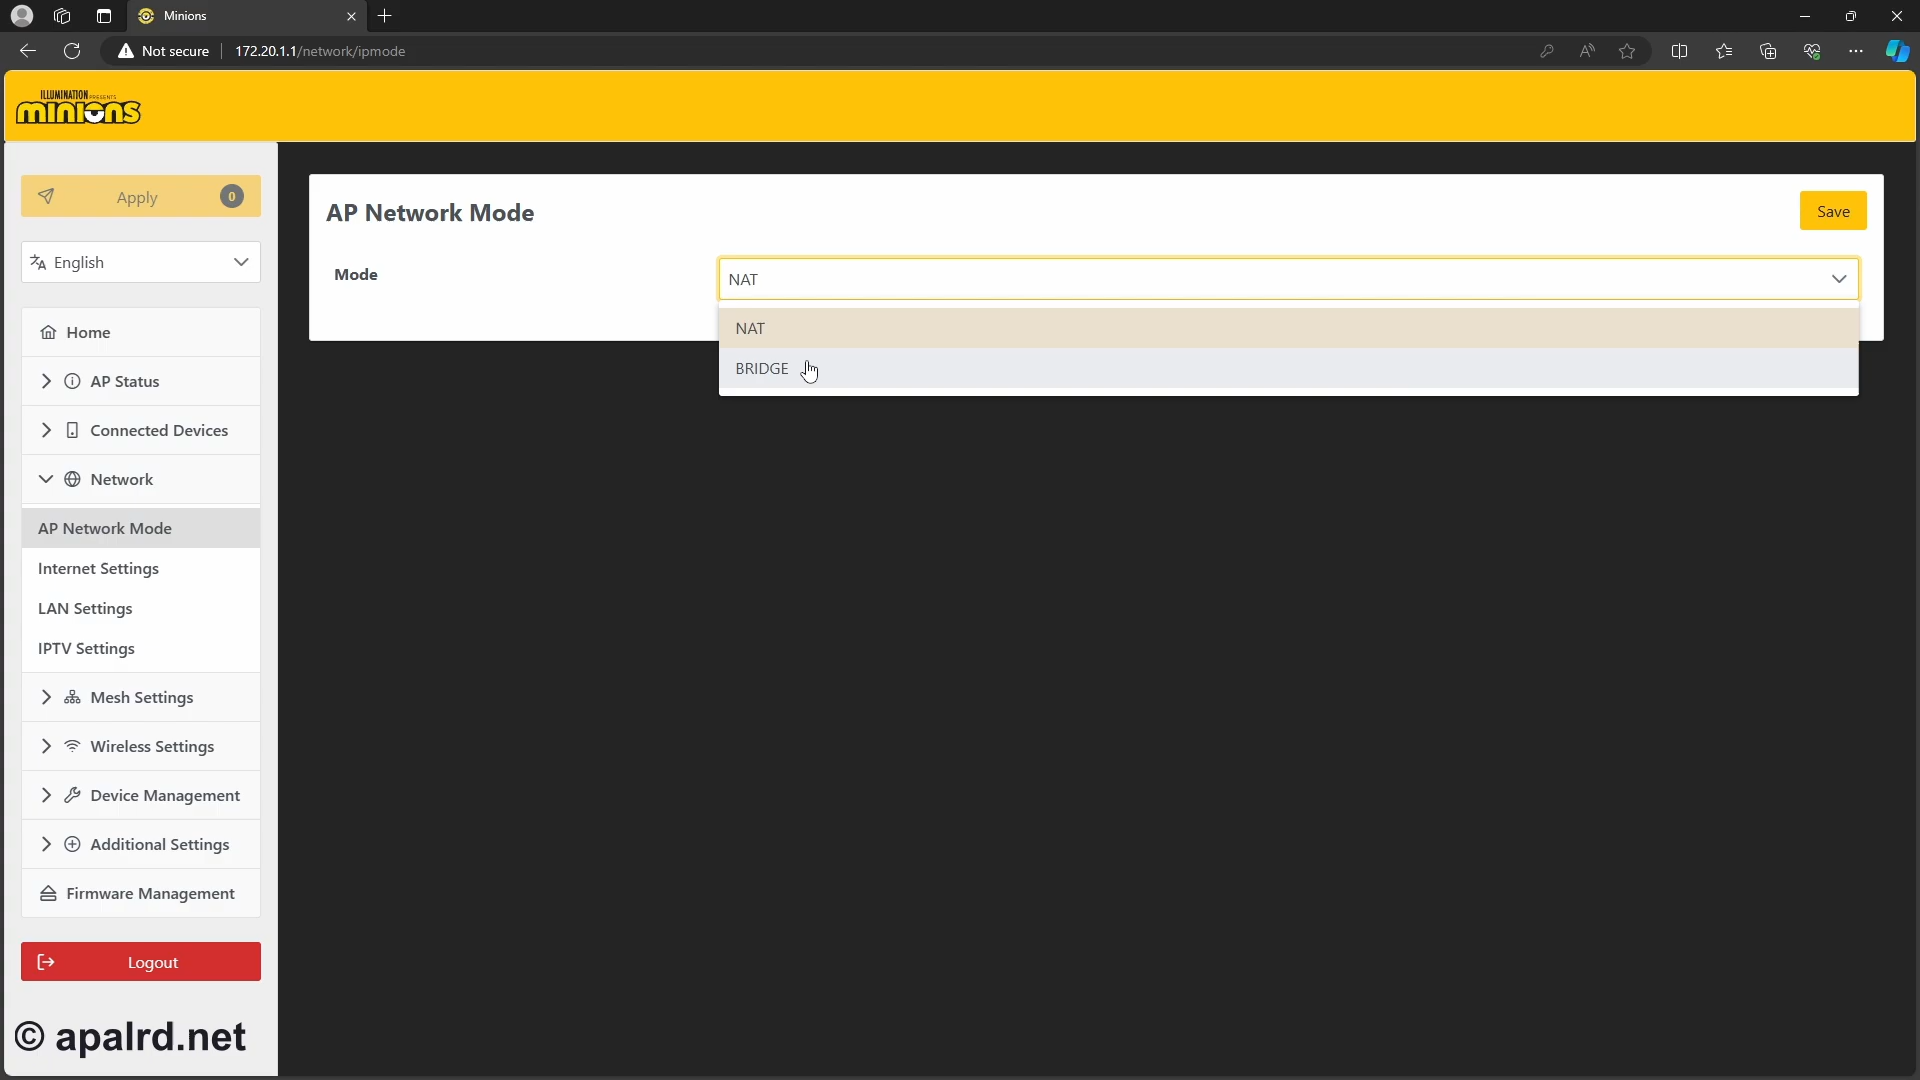 Minions
Not secure
172.20.1.1/network/ipmode
ILLUMINATION PRESENTS
minions
Apply
0
English
Home
AP Status
Connected Devices
Network
AP Network Mode
Internet Settings
LAN Settings
IPTV Settings
Mesh Settings
Wireless Settings
Device Management
Additional Settings
Firmware Management
Logout
© apalrd.net
AP Network Mode
Save
Mode
NAT
NAT
BRIDGE